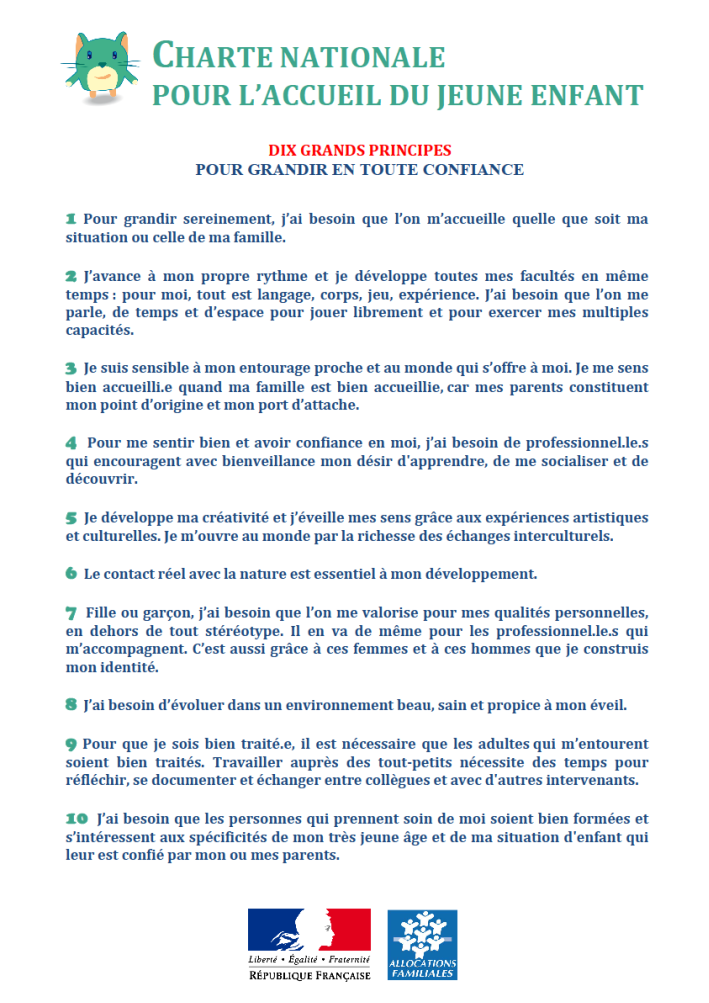 CHARTE NATIONALE
POUR L'ACCUEIL DU JEUNE ENFANT
DIX GRANDS PRINCIPES
POUR GRANDIR EN TOUTE CONFIANCE
1 Pour grandir sereinement, j'ai besoin que l'on m'accueille quelle que soit ma
situation ou celle de ma famille.
2 J'avance à mon propre rythme et je développe toutes mes facultés en même
temps : pour moi, tout est langage, corps, jeu, expérience. J'ai besoin que l'on me
parle, de temps et d'espace pour jouer librement et pour exercer mes multiples
capacités.
3 Je suis sensible à mon entourage proche et au monde qui s'offre à moi. Je me sens
bien accueilli.e quand ma famille est bien accueillie, car mes parents constituent
mon point d'origine et mon port d'attache.
4 Pour me sentir bien et avoir confiance en moi, j'ai besoin de professionnel.le.s
qui encouragent avec bienveillance mon désir d'apprendre, de me socialiser et de
découvrir.
5 Je développe ma créativité et j'éveille mes sens grâce aux expériences artistiques
et culturelles. Je m'ouvre au monde par la richesse des échanges interculturels.
6 Le contact réel avec la nature est essentiel à mon développement.
7 Fille ou garçon, j'ai besoin que l'on me valorise pour mes qualités personnelles,
en dehors de tout stéréotype. Il en va de même pour les professionnel.le.s qui
m'accompagnent. C'est aussi grâce à ces femmes et à ces hommes que je construis
mon identité.
8 J'ai besoin d'évoluer dans un environnement beau, sain et propice à mon éveil.
9 Pour que je sois bien traité.e, il est nécessaire que les adultes qui m'entourent
soient bien traités. Travailler auprès des tout-petits nécessite des temps pour
réfléchir, se documenter et échanger entre collègues et avec d'autres intervenants.
10 J'ai besoin que les personnes qui prennent soin de moi soient bien formées et
s'intéressent aux spécificités de mon très jeune âge et de ma situation d'enfant qui
leur est confié par mon ou mes parents.
Liberté • Égalité • Fraternité
RÉPUBLIQUE FRANÇAISE
ALLOCATIONS
FAMILIALES